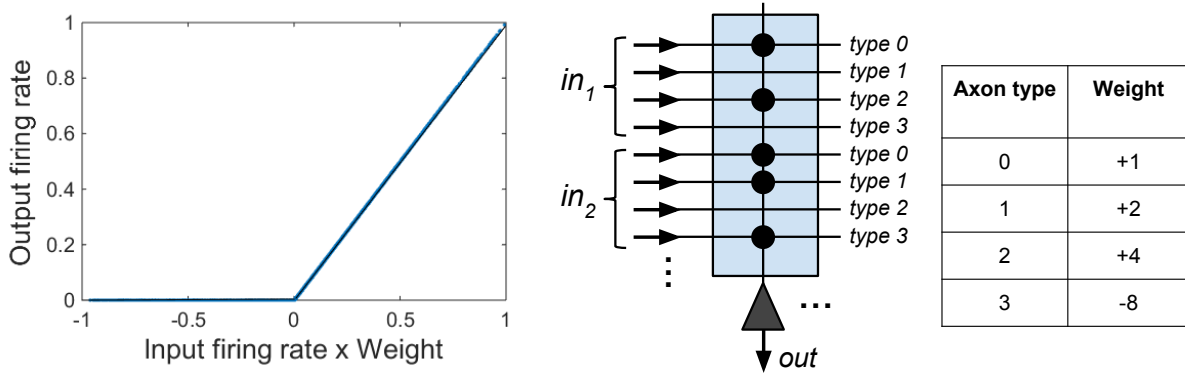 Output firing rate
1
0.8
0.6
0.4
0.2
0
-1
-0.5
0
0.5
1
Input firing rate x Weight
in1
in2
type 0
type 1
type 2
type 3
type 0
type 1
type 2
type 3
...
...
out
Axon type Weight
0 +1
1 +2
2 +4
3 -8